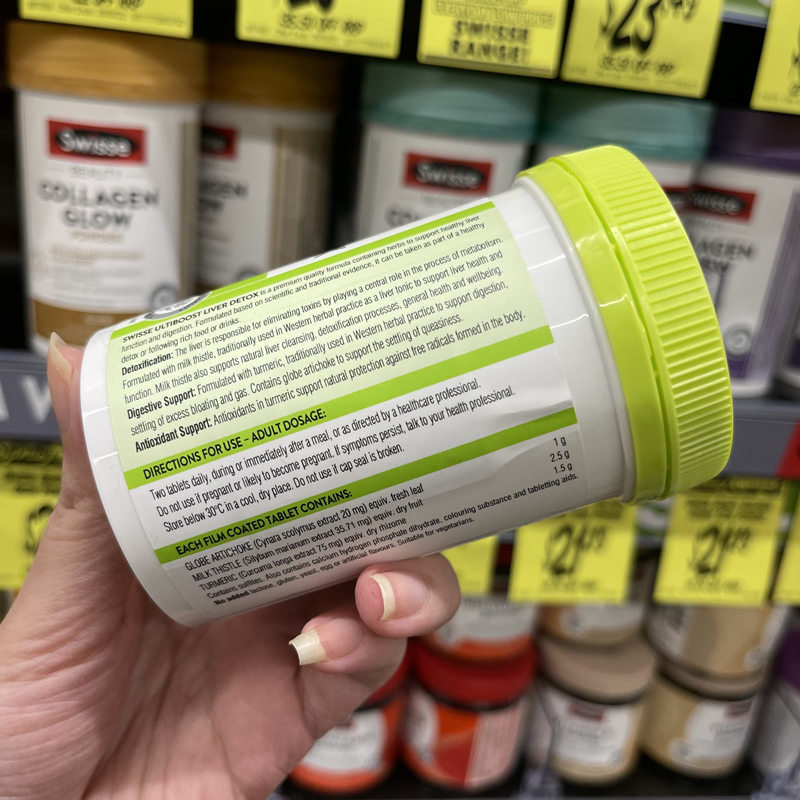 SWISSE
RANGE!
$23
Swisse
BEAUTY
COLLAGEN
GLOW
Swisse
Swisse
Swisse
SWISSE ULTIBOOST LIVER DETOX is a premium quality formula containing herbs to support healthy liver
function and digestion. Formulated based on scientific and traditional evidence, it can be taken as part of a healthy
detox or following rich food or drinks.
Detoxification: The liver is responsible for eliminating toxins by playing a central role in the process of metabolism.
Formulated with milk thistle, traditionally used in Western herbal practice as a liver tonic to support liver health and
function. Milk thistle also supports natural liver cleansing, detoxification processes, general health and wellbeing.
Digestive Support: Formulated with turmeric, traditionally used in Western herbal practice to support digestion,
settling of excess bloating and gas. Contains globe artichoke to support the settling of queasiness.
Antioxidant Support: Antioxidants in turmeric support natural protection against free radicals formed in the body.
DIRECTIONS FOR USE – ADULT DOSAGE:
Two tablets daily, during or immediately after a meal, or as directed by a healthcare professional.
Do not use if pregnant or likely to become pregnant. If symptoms persist, talk to your health professional.
Store below 30°C in a cool, dry place. Do not use if cap seal is broken.
EACH FILM COATED TABLET CONTAINS:
GLOBE ARTICHOKE (Cynara scolymus extract 20 mg) equiv. fresh leaf 1 g
MILK THISTLE (Silybum marianum extract 35.71 mg) equiv. dry fruit 2.5 g
TURMERIC (Curcuma longa extract 75 mg) equiv. dry rhizome 1.5 g
Contains sulfites. Also contains calcium hydrogen phosphate dihydrate, colouring substance and tabletting aids.
No added lactose, gluten, yeast, egg or artificial flavours. Suitable for vegetarians.